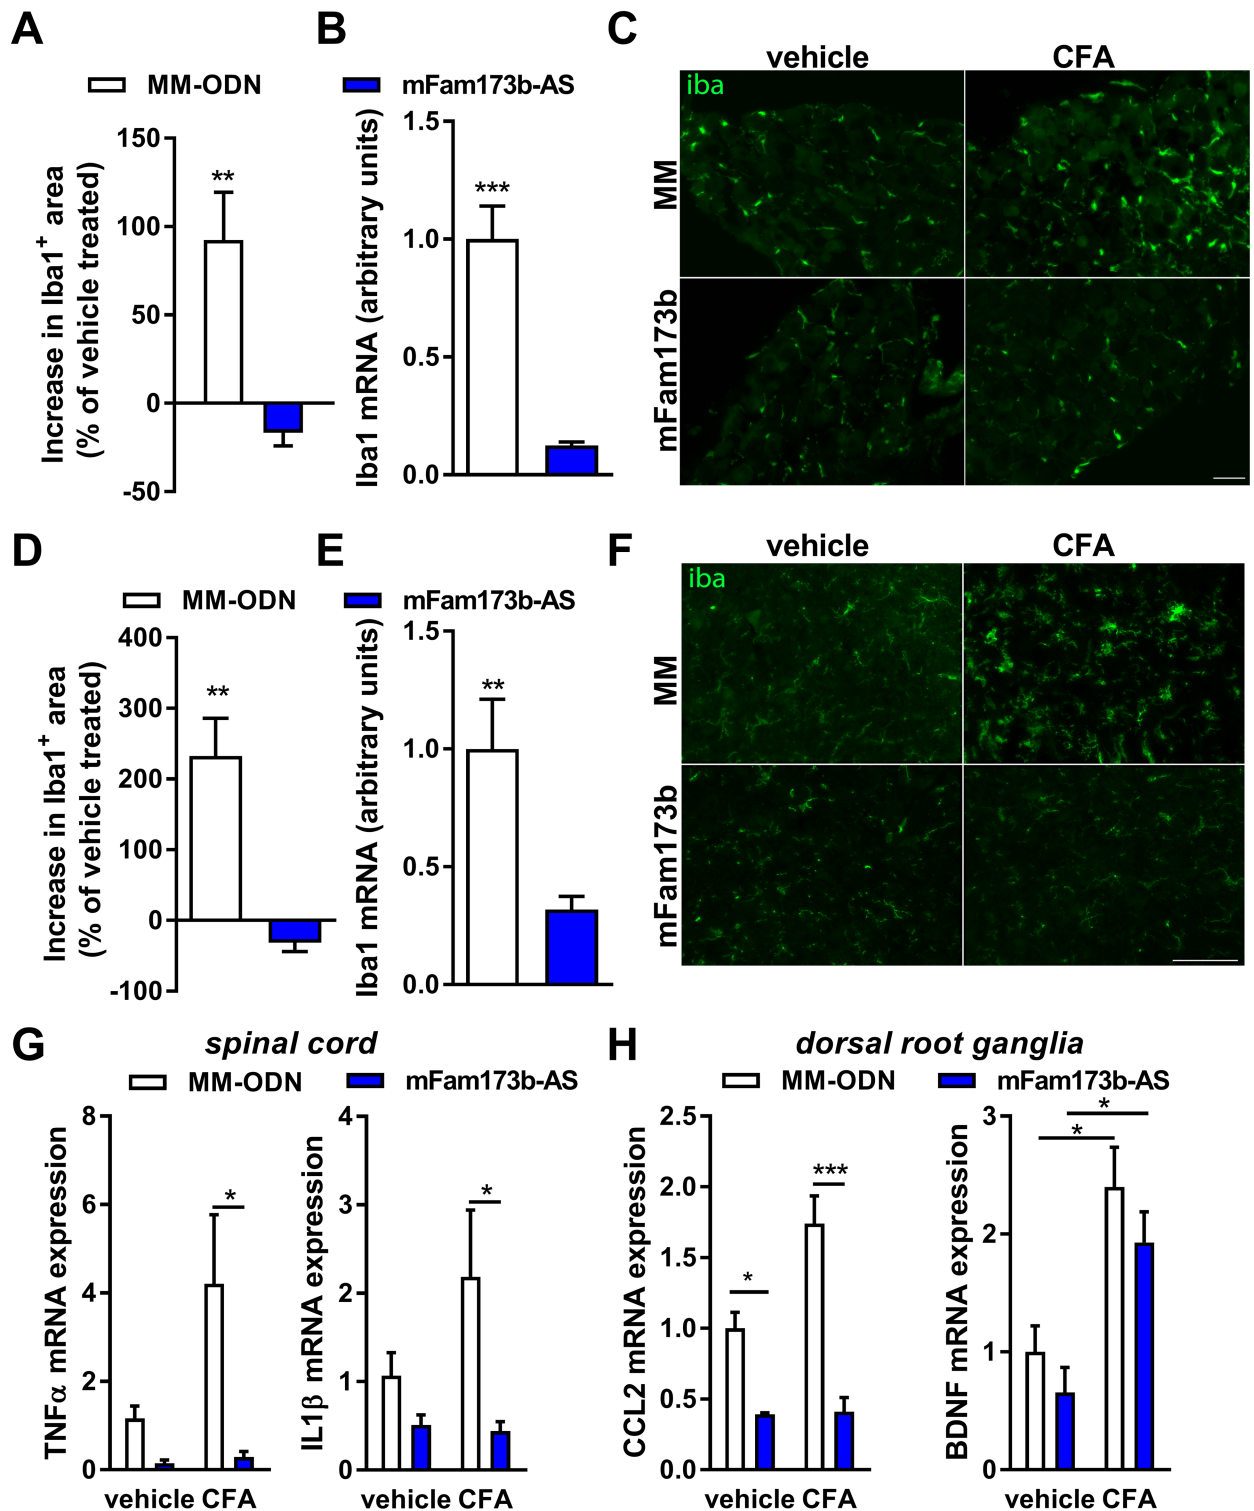 A
B
C
MM-ODN
mFam173b-AS
Increase in Iba1+ area
(% of vehicle treated)
150
100
50
0
-50
**
Iba1 mRNA (arbitrary units)
1.5
1.0
0.5
0.0
***
vehicle
CFA
iba
MM
mFam173b
D
E
F
MM-ODN
mFam173b-AS
Increase in Iba1+ area
(% of vehicle treated)
400
300
200
100
0
-100
**
Iba1 mRNA (arbitrary units)
1.5
1.0
0.5
0.0
**
vehicle
CFA
iba
MM
mFam173b
G
spinal cord
MM-ODN
mFam173b-AS
TNFα mRNA expression
8
6
4
2
0
*
vehicle CFA
IL1β mRNA expression
4
3
2
1
0
*
vehicle CFA
H
dorsal root ganglia
MM-ODN
mFam173b-AS
CCL2 mRNA expression
2.5
2.0
1.5
1.0
0.5
0.0
*
***
vehicle CFA
BDNF mRNA expression
3
2
1
0
*
*
vehicle CFA